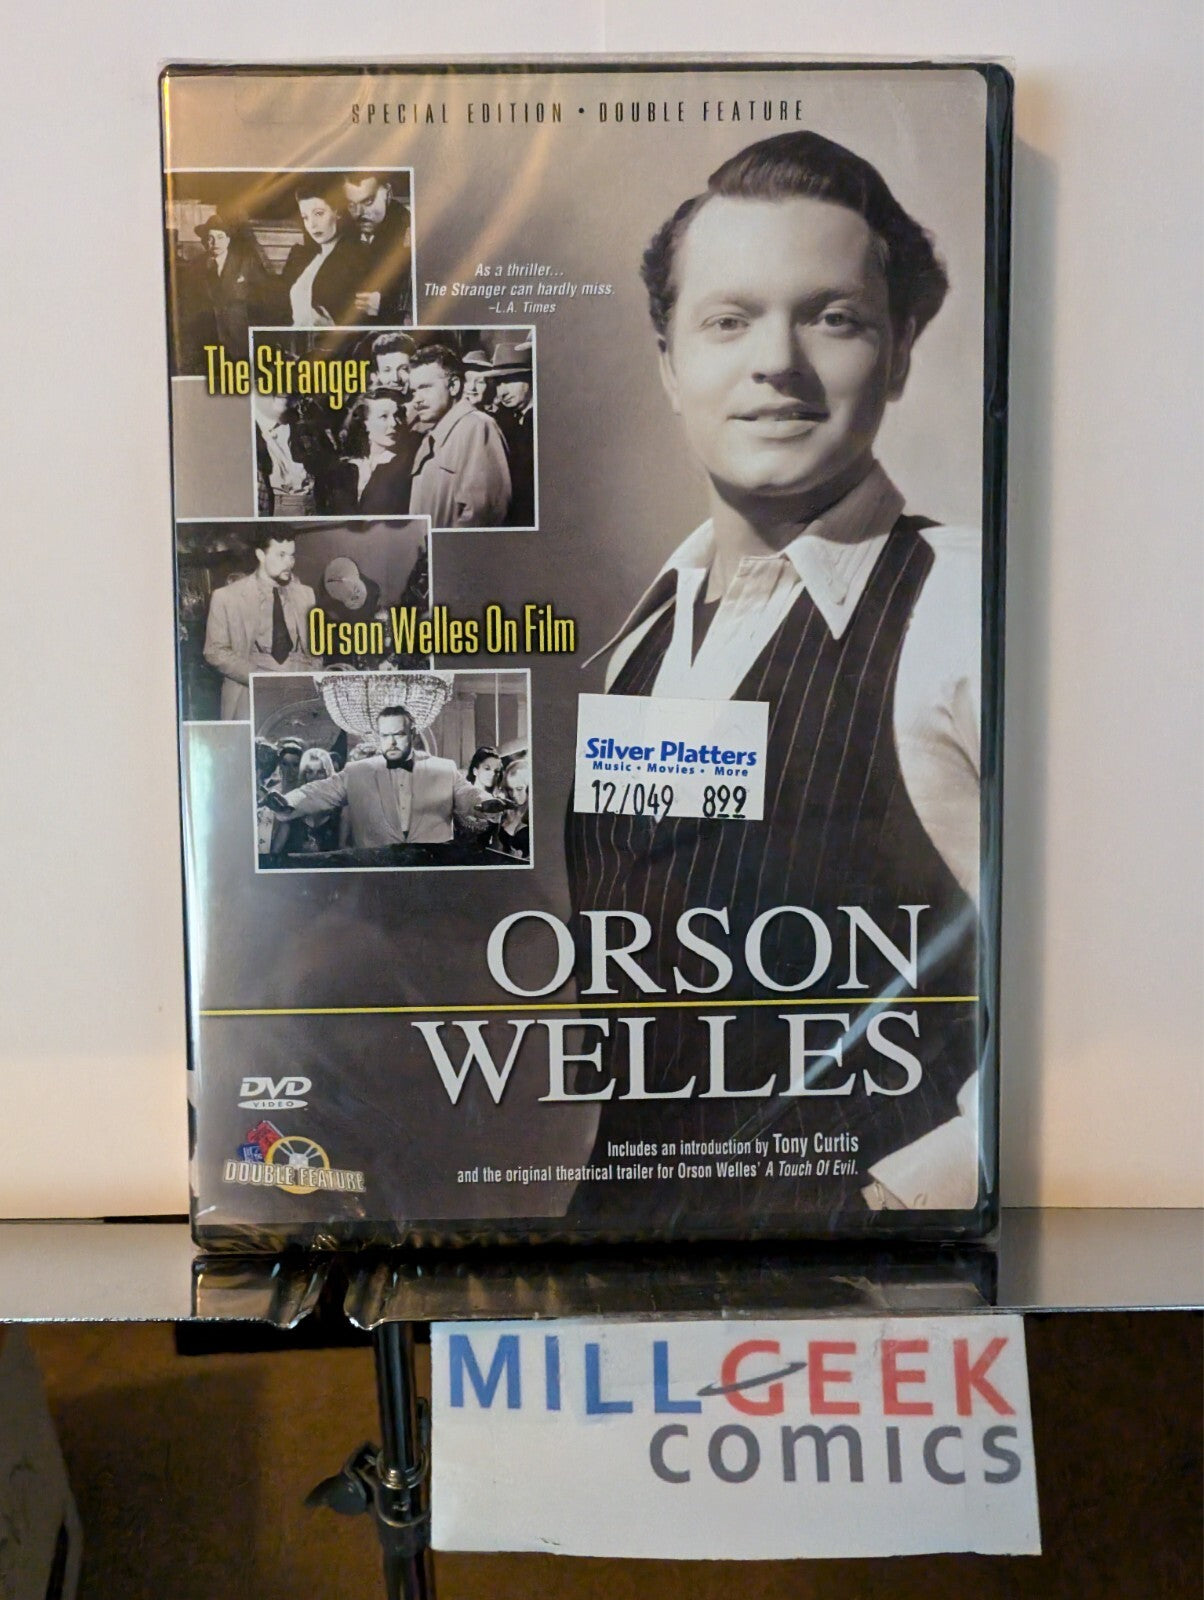 SPECIAL EDITION • DOUBLE FEATURE
As a thriller...
The Stranger can hardly miss.
–L.A. Times
The Stranger
Orson Welles On Film
Silver Platters
Music • Movies • More
12/049 899
ORSON
WELLES
DVD
VIDEO
DOUBLE FEATURE
Includes an introduction by Tony Curtis
and the original theatrical trailer for Orson Welles' A Touch Of Evil.
MILLGEEK
comics